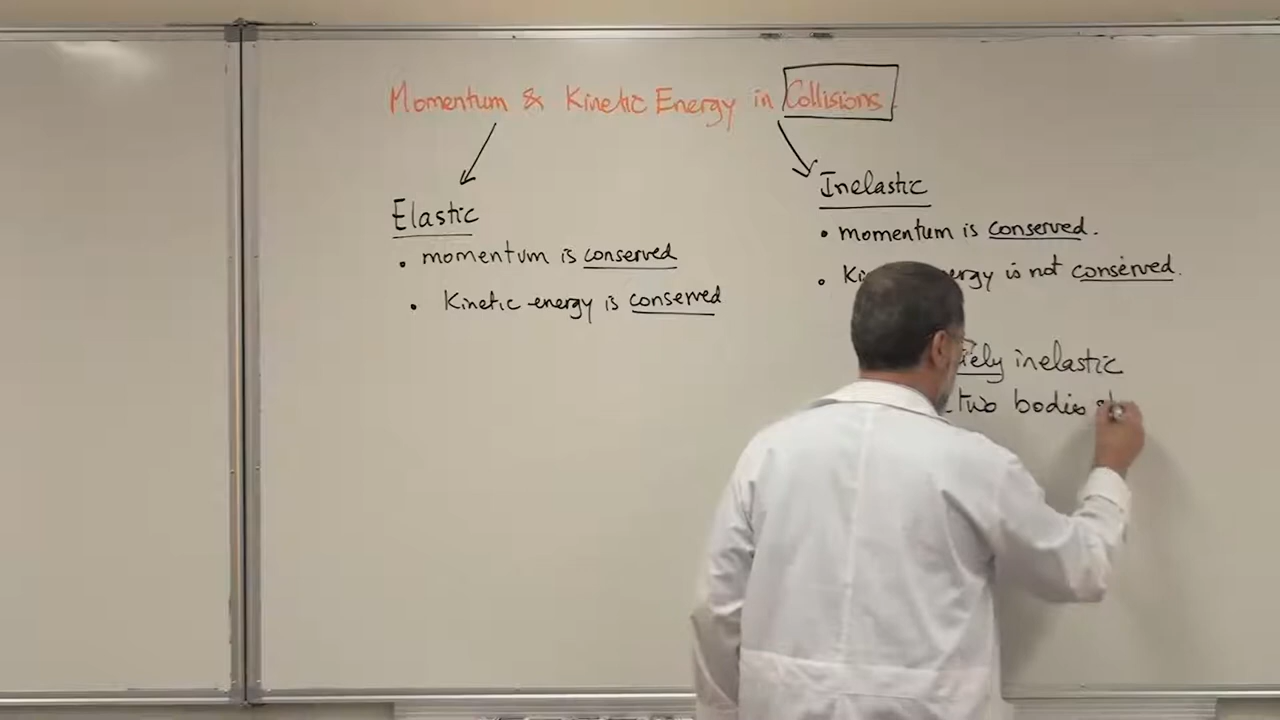 Momentum & Kinetic Energy in Collisions.
Elastic
• momentum is conserved
• Kinetic energy is conserved
Inelastic
• momentum is conserved.
• is not conserved.
inelastic
two bodies